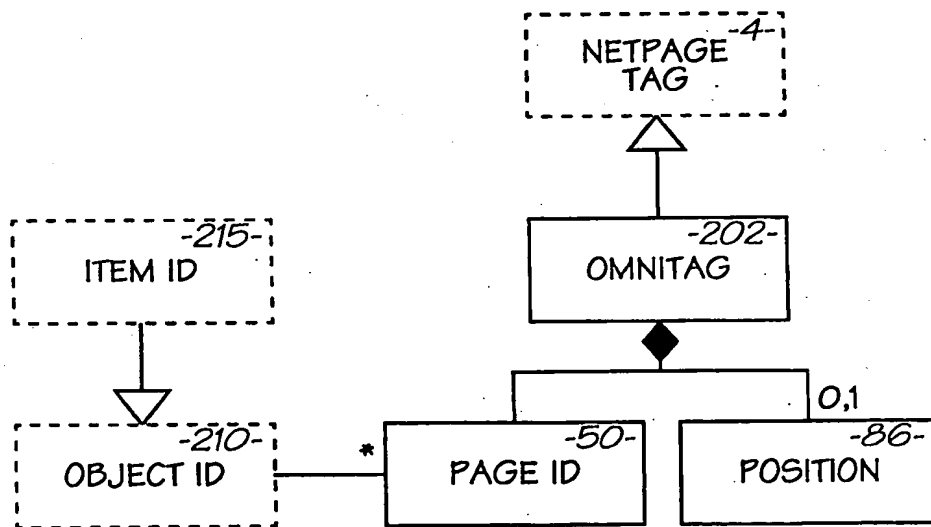 -4-
NETPAGE
TAG
-215-
ITEM ID
-202-
OMNITAG
0,1
-210-
OBJECT ID
*
-50-
PAGE ID
-86-
POSITION